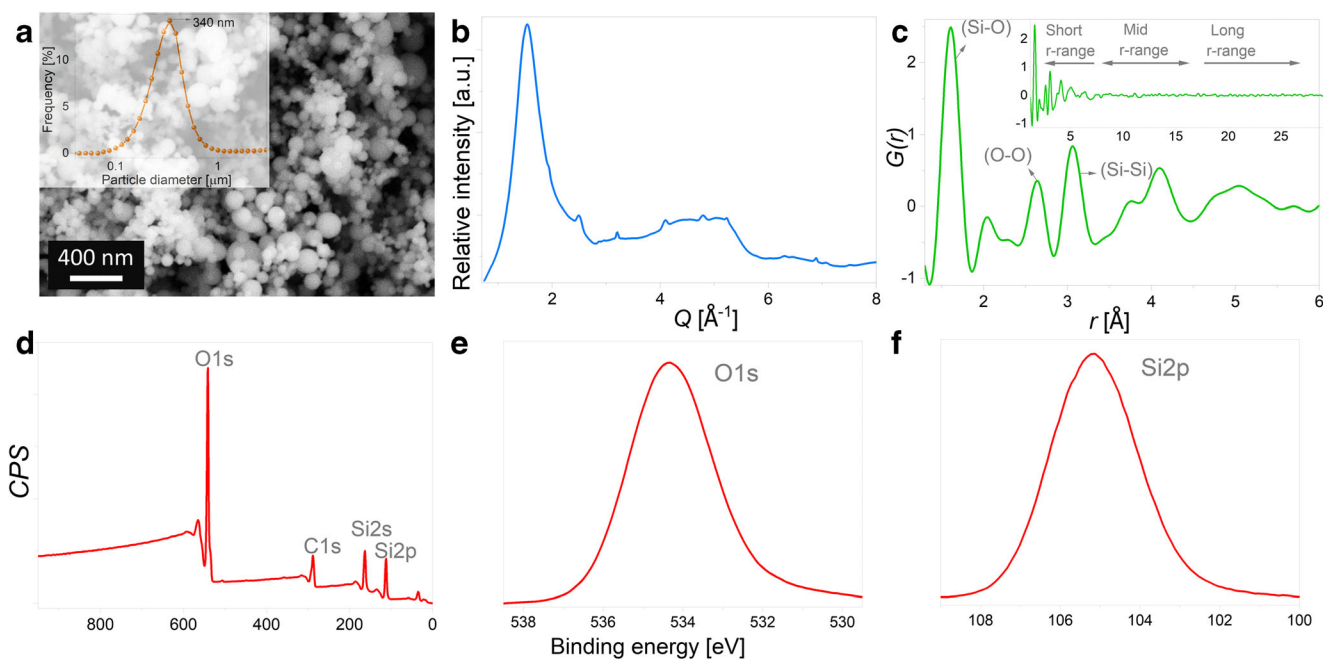 a
340 nm
Frequency [%]
10
5
0
0.1
1
Particle diameter [μm]
400 nm
b
Relative intensity [a.u.]
2
4
6
8
Q [Å-1]
c
(Si-O)
(O-O)
(Si-Si)
Short
r-range
Mid
r-range
Long
r-range
2
1
0
-1
5
10
15
20
25
G(r)
2
1
0
-1
2
3
4
5
6
r [Å]
d
O1s
C1s
Si2s
Si2p
CPS
800
600
400
200
0
e
O1s
538
536
534
532
530
Binding energy [eV]
f
Si2p
108
106
104
102
100